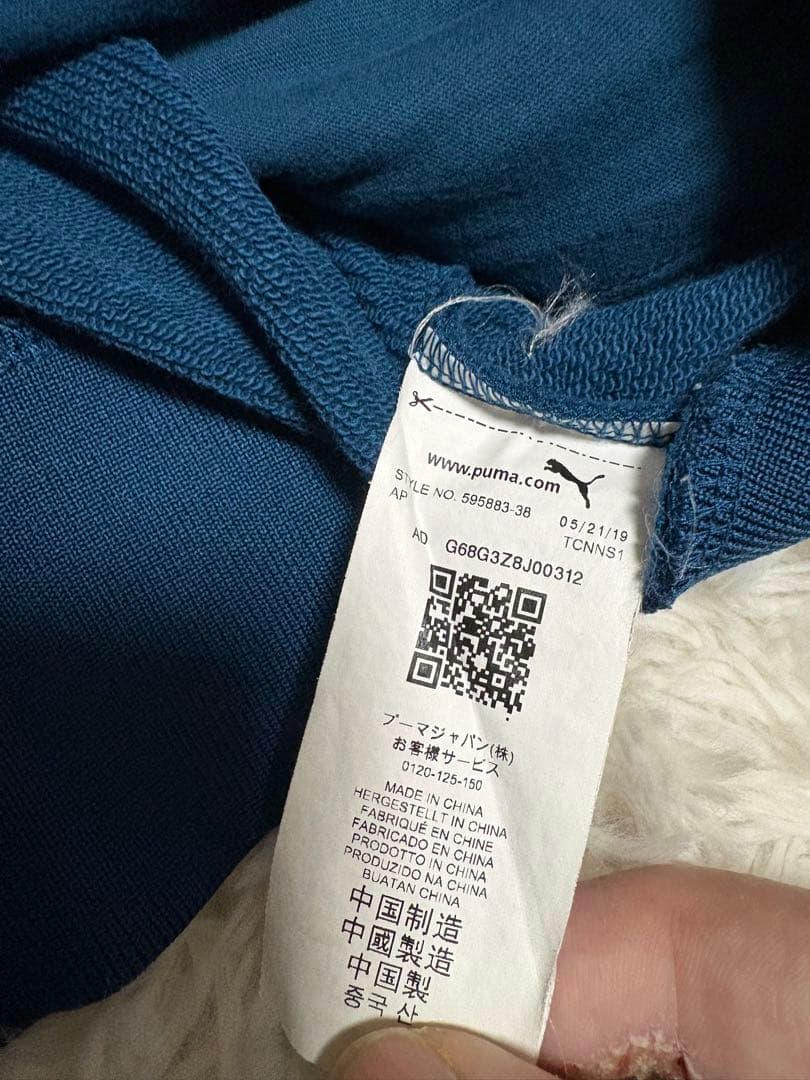 www.puma.com
STYLE NO. 595883-38 05/21/19
AP TCNNS1
AD G68G3Z8J00312
プーマジャパン(株)
お客様サービス
0120-125-150
MADE IN CHINA
HERGESTELLT IN CHINA
FABRIQUÉ EN CHINE
FABRICADO EN CHINA
PRODOTTO IN CHINA
PRODUZIDO NA CHINA
BUATAN CHINA
中国制造
中國製造
中国製
중국 산